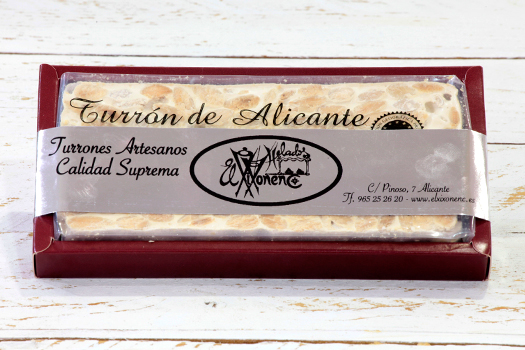 Turrón de Alicante
Turrones Artesanos
Calidad Suprema
Helados
El Xixonenc
C/ Pinoso, 7 Alicante
Tf. 965 25 26 20 - www.elxixonenc.es